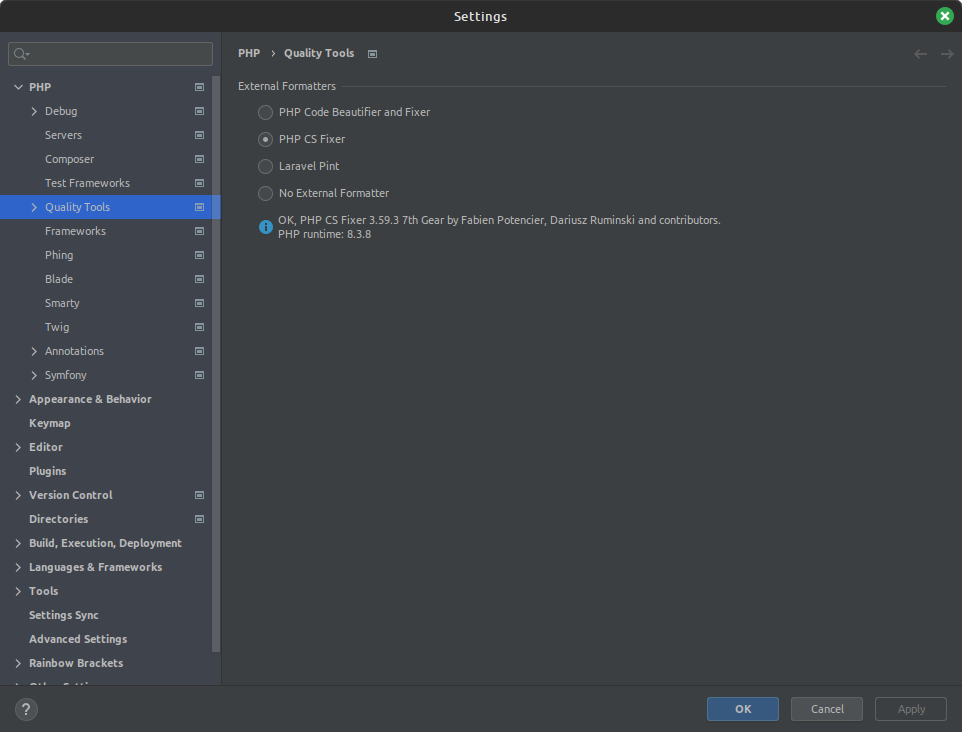 Settings
PHP
Debug
Servers
Composer
Test Frameworks
Quality Tools
Frameworks
Phing
Blade
Smarty
Twig
Annotations
Symfony
Appearance & Behavior
Keymap
Editor
Plugins
Version Control
Directories
Build, Execution, Deployment
Languages & Frameworks
Tools
Settings Sync
Advanced Settings
Rainbow Brackets
PHP › Quality Tools
External Formatters
PHP Code Beautifier and Fixer
PHP CS Fixer
Laravel Pint
No External Formatter
OK, PHP CS Fixer 3.59.3 7th Gear by Fabien Potencier, Dariusz Ruminski and contributors.
PHP runtime: 8.3.8
?
OK
Cancel
Apply